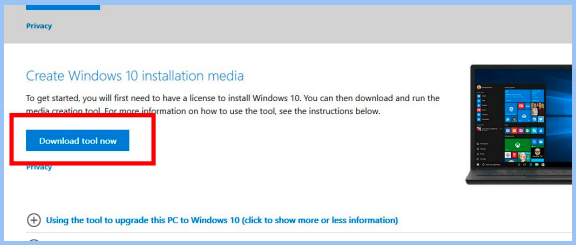 Privacy
Create Windows 10 installation media
To get started, you will first need to have a license to install Windows 10. You can then download and run the
media creation tool. For more information on how to use the tool, see the instructions below.
Download tool now
Privacy
Using the tool to upgrade this PC to Windows 10 (click to show more or less information)